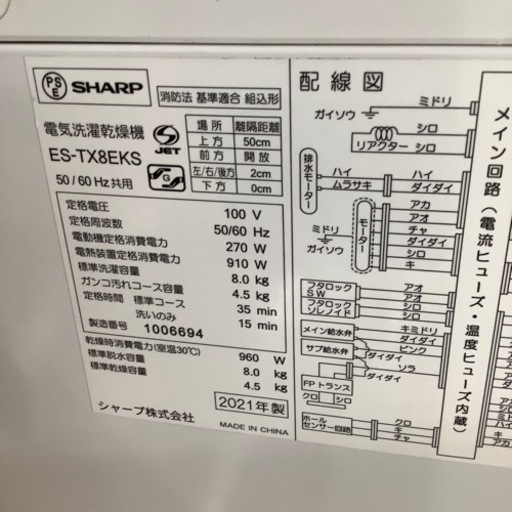 PS
E
SHARP
消防法 基準適合 組込形
電気洗濯乾燥機
ES-TX8EKS
50/60Hz共用
S
JET
場所 離隔距離
上方 50cm
前方 開放
左/右/後方 2cm
下方 0cm
定格電圧 100 V
定格周波数 50/60 Hz
電動機定格消費電力 270 W
電熱装置定格消費電力 910 W
標準洗濯容量 8.0 kg
ガンコ汚れコース容量 4.5 kg
定格時間 標準コース 35 min
洗いのみ 15 min
製造番号 1006694
乾燥時消費電力(室温30℃) 960 W
標準脱水容量 8.0 kg
標準乾燥容量 4.5 kg
シャープ株式会社
2021年製
MADE IN CHINA
配線図
ガイソウ
ミドリ
リアクター
シロ
シロ
排水モーター
ハイ
ムラサキ
ハイ
ダイダイ
ミドリ
ガイソウ
モーター
アカ
アオ
チャ
ダイダイ
シロ
キ
フタロック
SW
アオ
アオ
フタロック
ソレノイド
シロ
シロ
メイン給水弁
キミドリ
ダイダイ
サブ給水弁
ピンク
ダイダイ
FPトランス
ソラ
ダイダイ
ホール
センサー回路
クロ
キ
チャ
メイン回路(電流ヒューズ・温度ヒューズ内蔵)